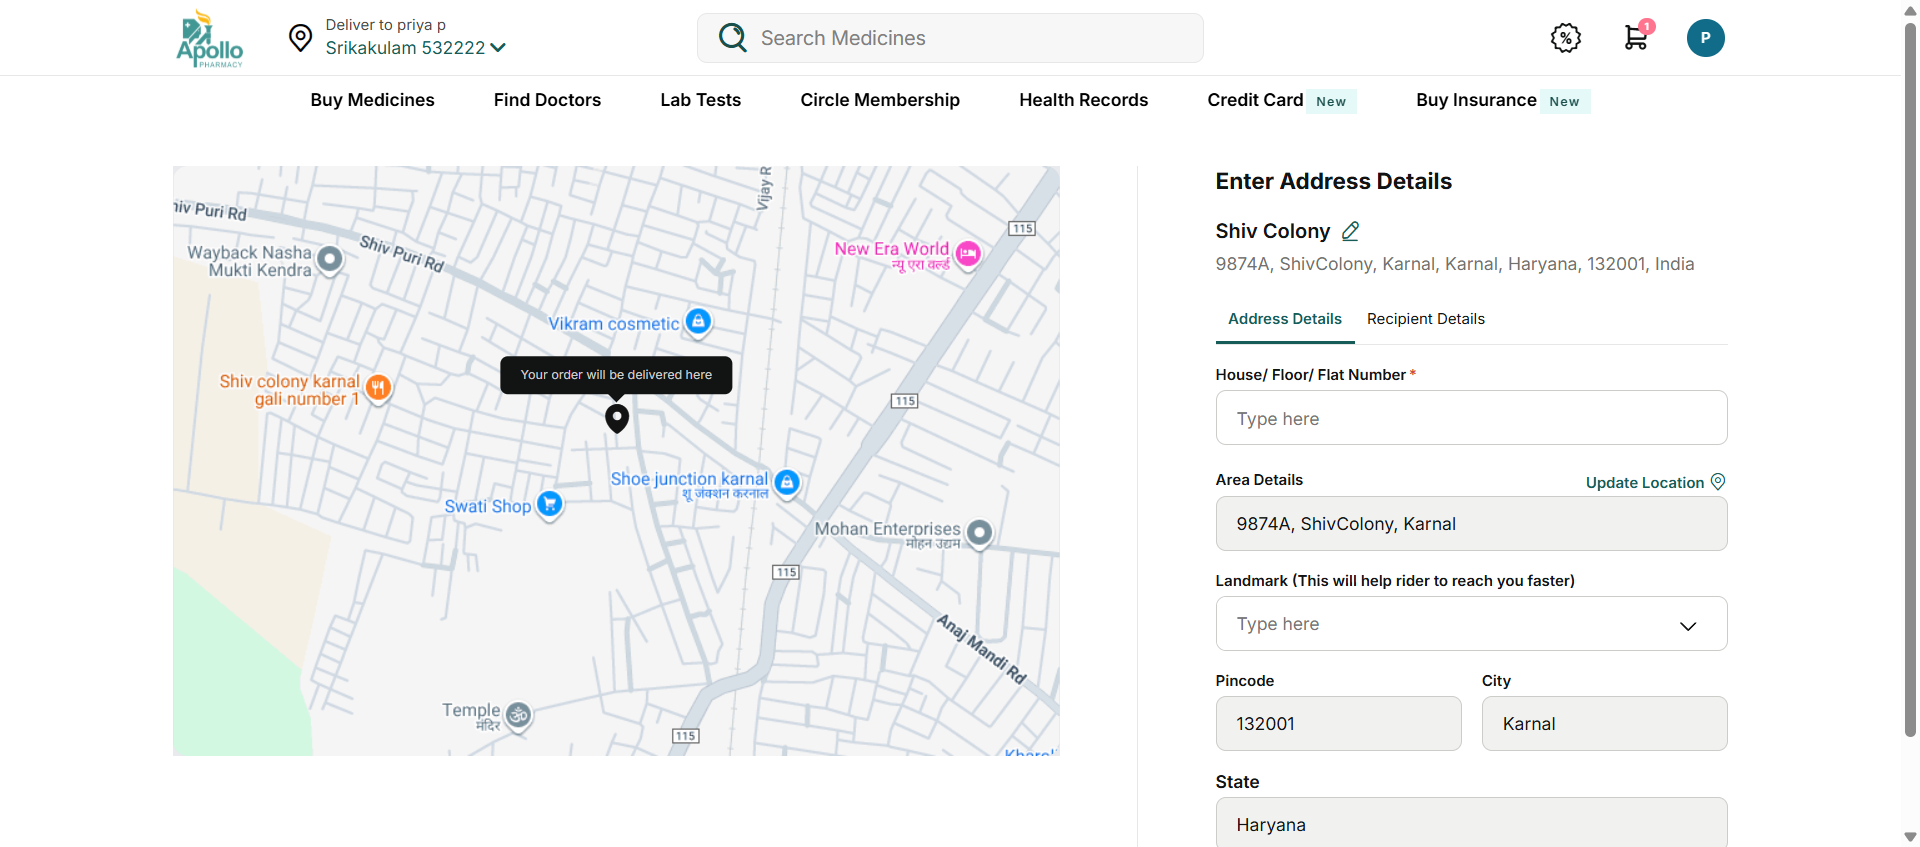 Apollo
PHARMACY
Deliver to priya p
Srikakulam 532222
Search Medicines
%
1
P
Buy Medicines
Find Doctors
Lab Tests
Circle Membership
Health Records
Credit Card New
Buy Insurance New
Shiv Puri Rd
Wayback Nasha
Mukti Kendra
Vijay R
115
New Era World
न्यू एरा वर्ल्ड
hiv Puri Rd
Vikram cosmetic
Your order will be delivered here
Shiv colony karnal
gali number 1
115
Shoe junction karnal
शू जंक्शन करनाल
Swati Shop
Mohan Enterprises
मोहन उद्यम
115
Anaj Mandi Rd
Temple
मंदिर
115
Enter Address Details
Shiv Colony
9874A, ShivColony, Karnal, Karnal, Haryana, 132001, India
Address Details
Recipient Details
House/ Floor/ Flat Number*
Type here
Area Details
Update Location
9874A, ShivColony, Karnal
Landmark (This will help rider to reach you faster)
Type here
Pincode
City
132001
Karnal
State
Haryana